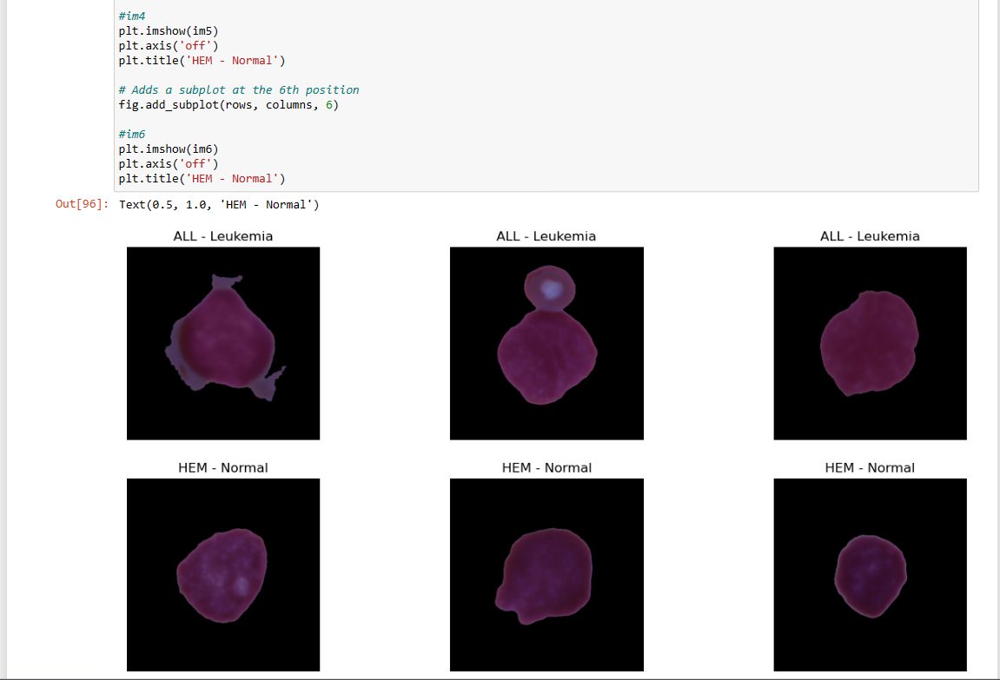 #im4
plt.imshow(im5)
plt.axis('off')
plt.title('HEM - Normal')
# Adds a subplot at the 6th position
fig.add_subplot(rows, columns, 6)
#im6
plt.imshow(im6)
plt.axis('off')
plt.title('HEM - Normal')
Out[96]: Text(0.5, 1.0, 'HEM - Normal')
ALL - Leukemia ALL - Leukemia ALL - Leukemia
HEM - Normal HEM - Normal HEM - Normal